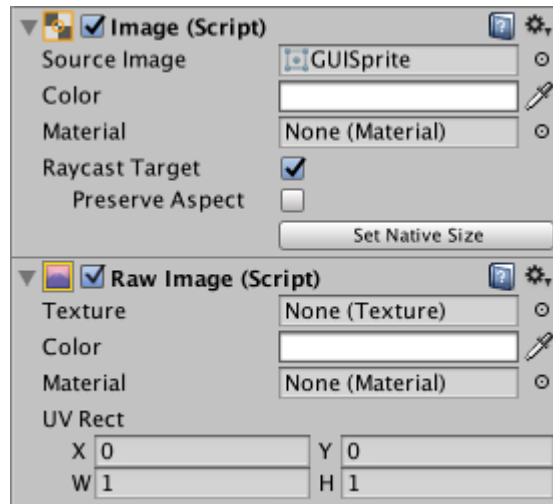 Image (Script)
Source Image GUISprite
Color
Material None (Material)
Raycast Target
Preserve Aspect
Set Native Size
Raw Image (Script)
Texture None (Texture)
Color
Material None (Material)
UV Rect
X 0 Y 0
W 1 H 1